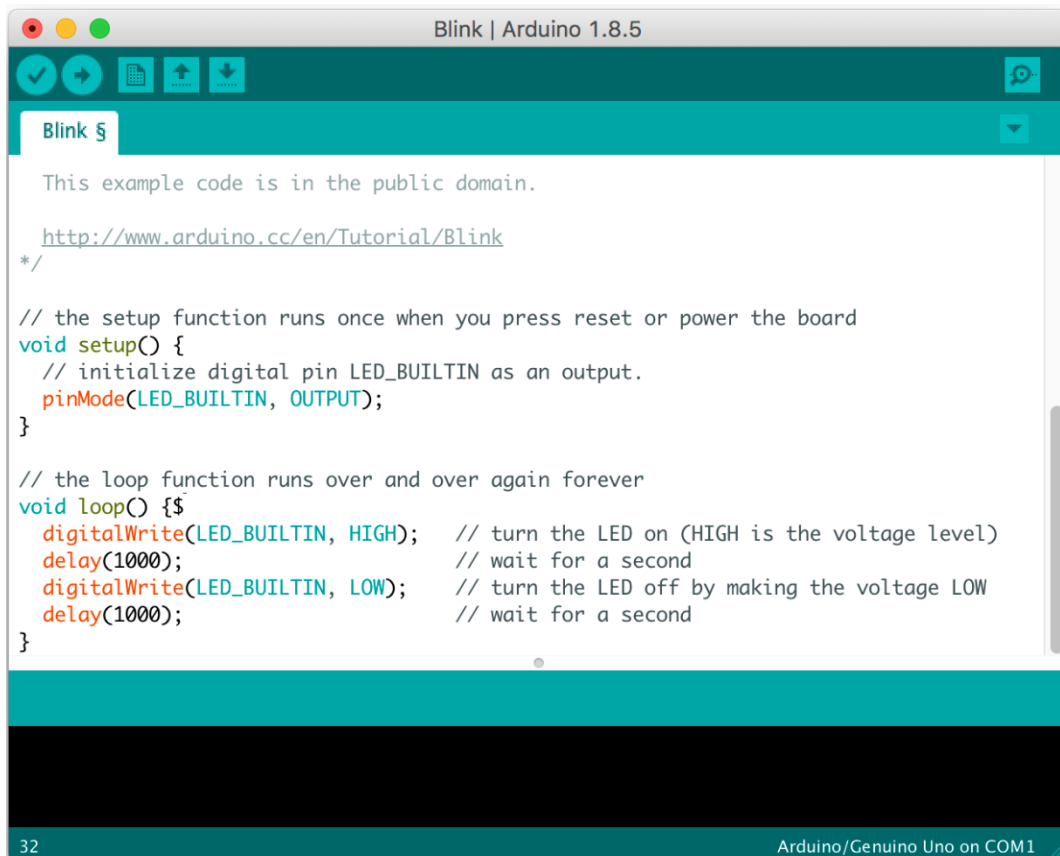 Blink | Arduino 1.8.5
Blink §
This example code is in the public domain.
http://www.arduino.cc/en/Tutorial/Blink
*/
// the setup function runs once when you press reset or power the board
void setup() {
  // initialize digital pin LED_BUILTIN as an output.
  pinMode(LED_BUILTIN, OUTPUT);
}
// the loop function runs over and over again forever
void loop() {$
  digitalWrite(LED_BUILTIN, HIGH);   // turn the LED on (HIGH is the voltage level)
  delay(1000);                       // wait for a second
  digitalWrite(LED_BUILTIN, LOW);    // turn the LED off by making the voltage LOW
  delay(1000);                       // wait for a second
}
32 Arduino/Genuino Uno on COM1